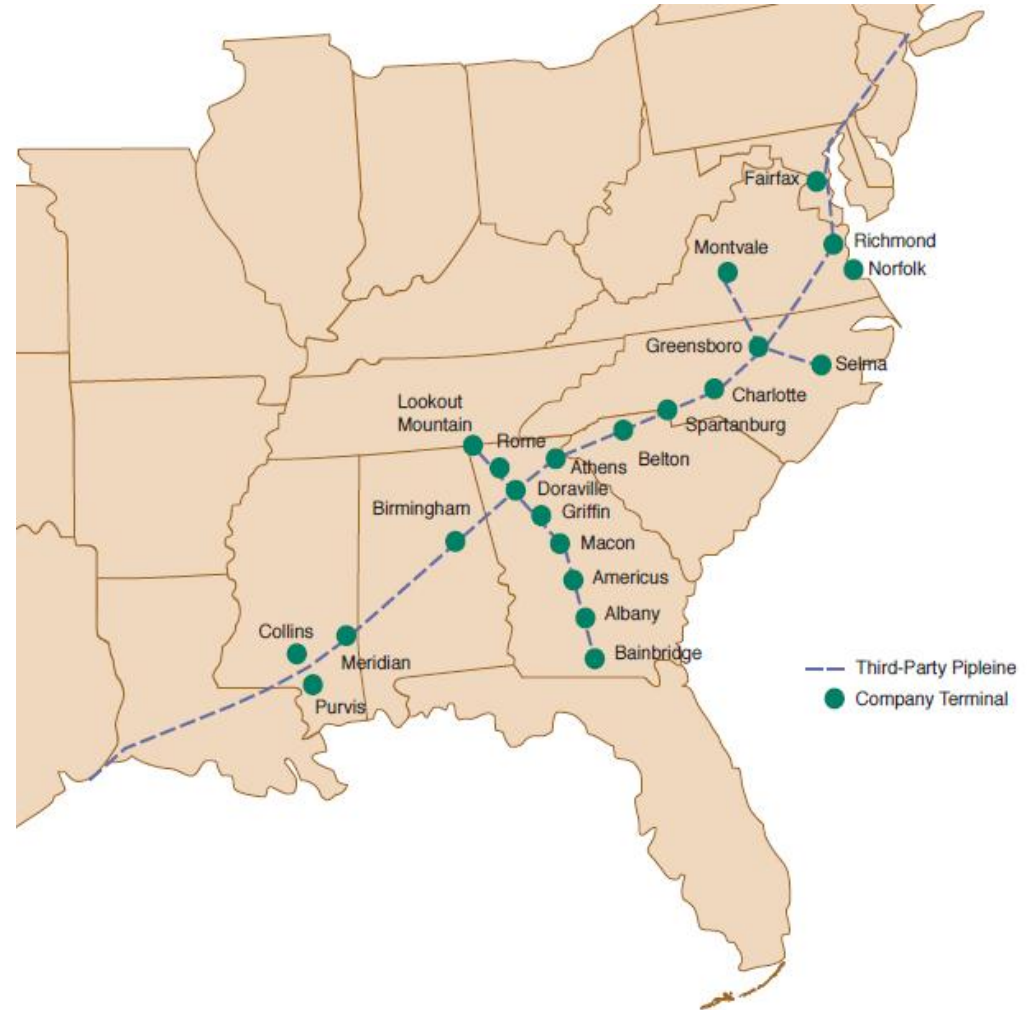 Fairfax
Richmond
Montvale
Norfolk
Greensboro
Selma
Charlotte
Lookout
Mountain
Rome
Spartanburg
Athens
Belton
Doraville
Birmingham
Griffin
Macon
Americus
Albany
Collins
Bainbridge
Meridian
Purvis
Third-Party Pipleine
Company Terminal